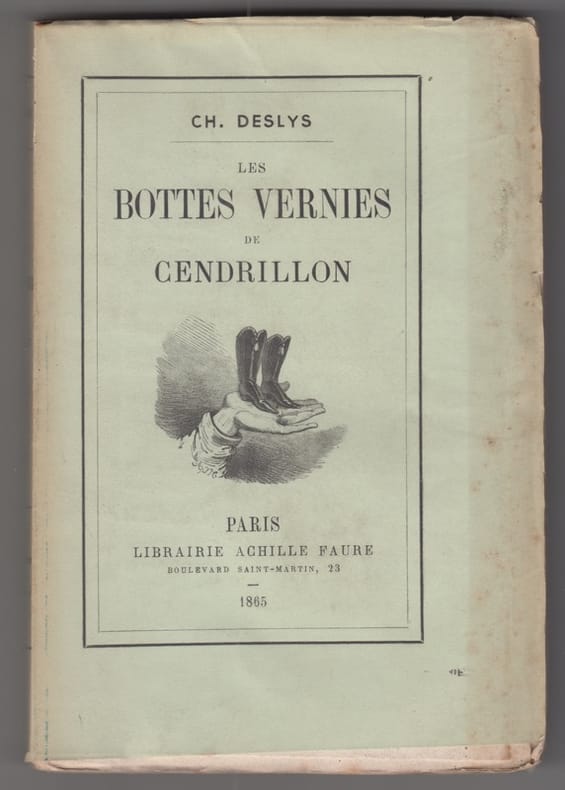 CH. DESLYS
LES
BOTTES VERNIES
DE
CENDRILLON
PARIS
LIBRAIRIE ACHILLE FAURE
BOULEVARD SAINT-MARTIN, 23
1865